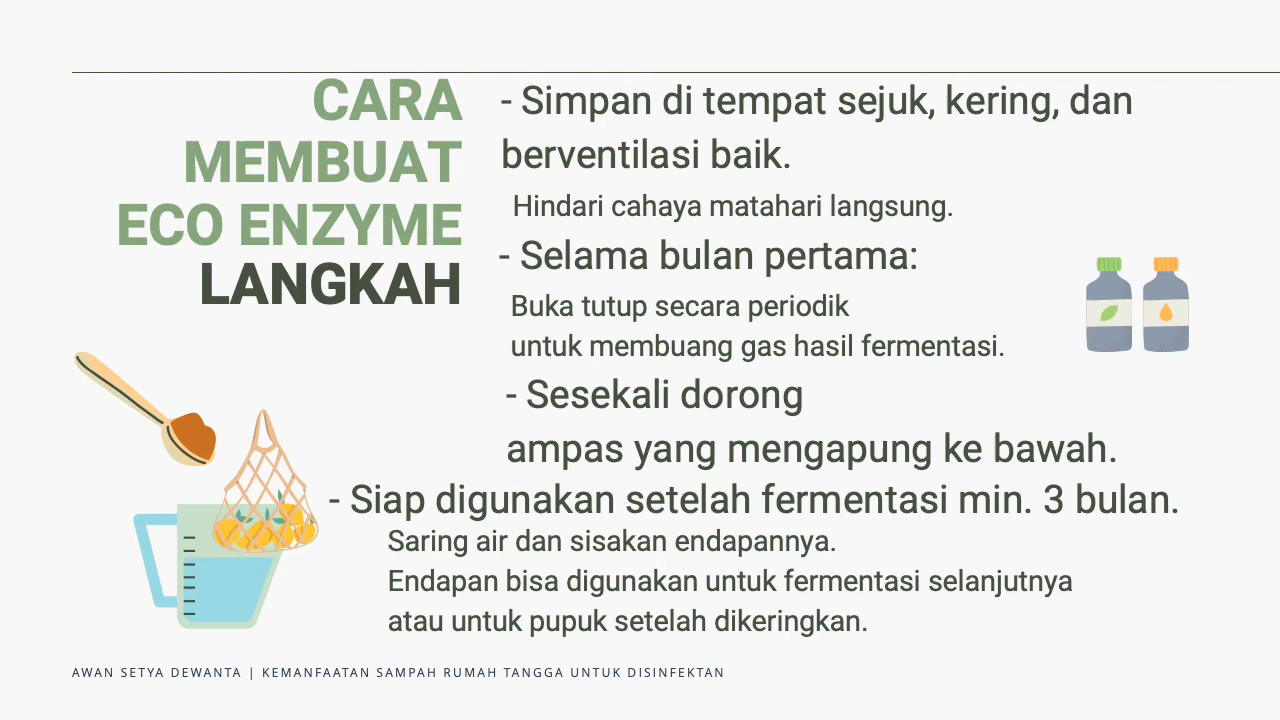 CARA
MEMBUAT
ECO ENZYME
LANGKAH
- Simpan di tempat sejuk, kering, dan
berventilasi baik.
Hindari cahaya matahari langsung.
- Selama bulan pertama:
Buka tutup secara periodik
untuk membuang gas hasil fermentasi.
- Sesekali dorong
ampas yang mengapung ke bawah.
- Siap digunakan setelah fermentasi min. 3 bulan.
Saring air dan sisakan endapannya.
Endapan bisa digunakan untuk fermentasi selanjutnya
atau untuk pupuk setelah dikeringkan.
AWAN SETYA DEWANTA | KEMANFAATAN SAMPAH RUMAH TANGGA UNTUK DISINFEKTAN